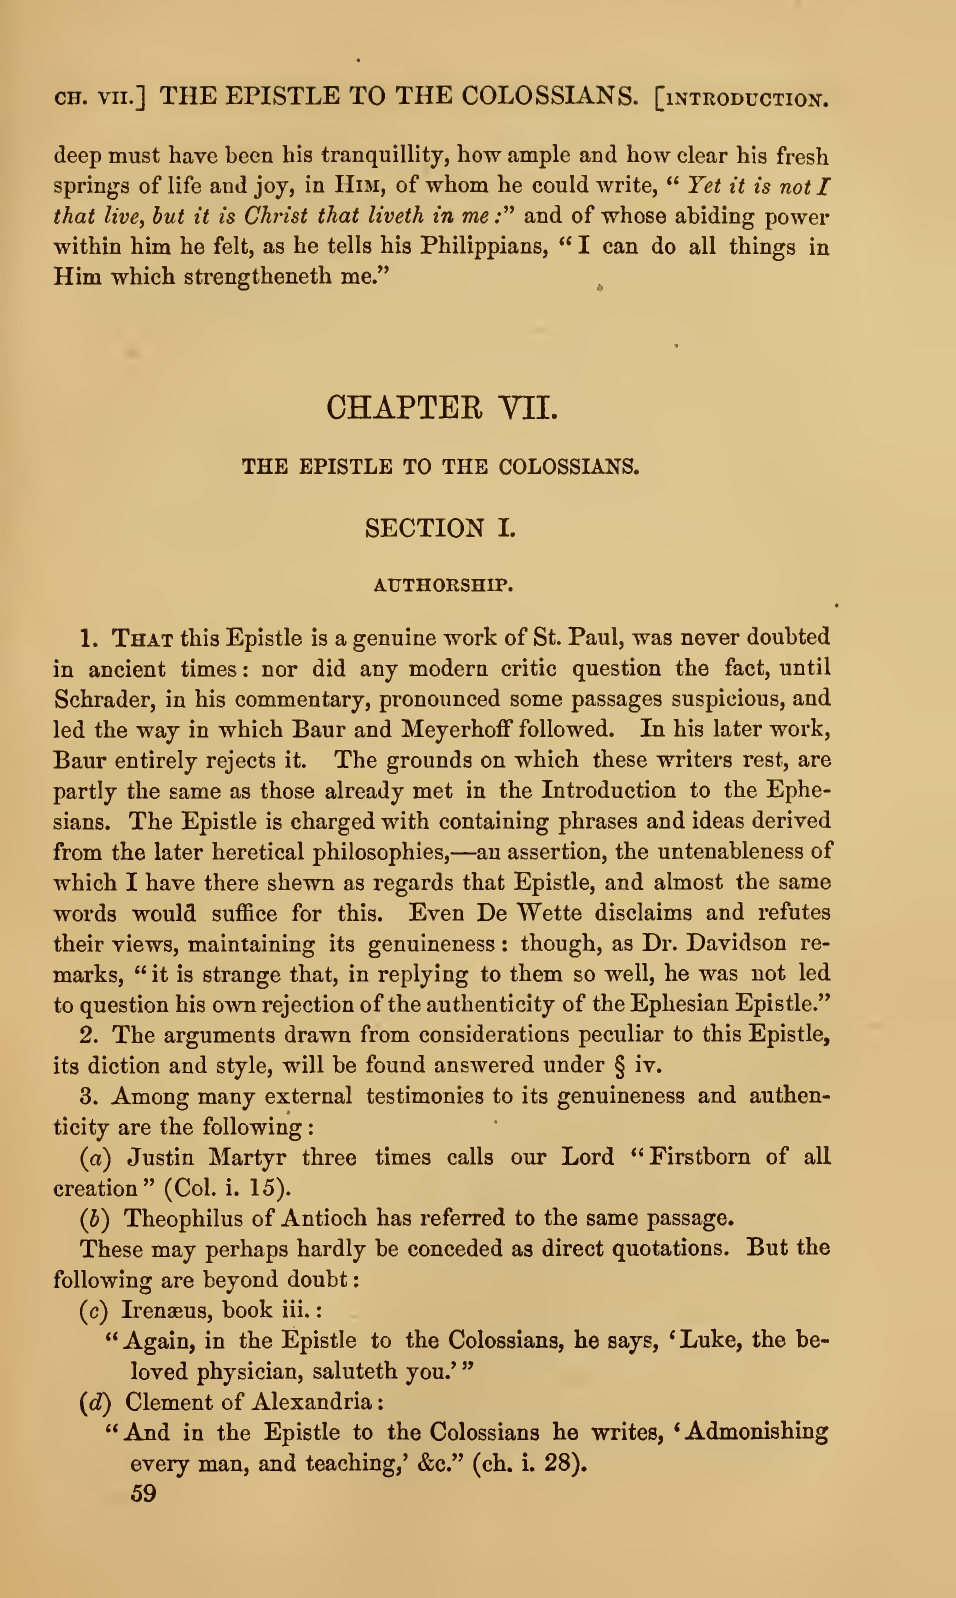 CH. VII.] THE EPISTLE TO THE COLOSSIANS. [INTRODUCTION.
deep must have been his tranquillity, how ample and how clear his fresh
springs of life and joy, in HIM, of whom he could write, “ Yet it is not I
that live, but it is Christ that liveth in me :” and of whose abiding power
within him he felt, as he tells his Philippians, “ I can do all things in
Him which strengtheneth me.”
CHAPTER VII.
THE EPISTLE TO THE COLOSSIANS.
SECTION I.
AUTHORSHIP.
1. THAT this Epistle is a genuine work of St. Paul, was never doubted
in ancient times : nor did any modern critic question the fact, until
Schrader, in his commentary, pronounced some passages suspicious, and
led the way in which Baur and Meyerhoff followed. In his later work,
Baur entirely rejects it. The grounds on which these writers rest, are
partly the same as those already met in the Introduction to the Ephe-
sians. The Epistle is charged with containing phrases and ideas derived
from the later heretical philosophies,—an assertion, the untenableness of
which I have there shewn as regards that Epistle, and almost the same
words would suffice for this. Even De Wette disclaims and refutes
their views, maintaining its genuineness : though, as Dr. Davidson re-
marks, “ it is strange that, in replying to them so well, he was not led
to question his own rejection of the authenticity of the Ephesian Epistle.”
2. The arguments drawn from considerations peculiar to this Epistle,
its diction and style, will be found answered under § iv.
3. Among many external testimonies to its genuineness and authen-
ticity are the following :
(a) Justin Martyr three times calls our Lord “ Firstborn of all
creation ” (Col. i. 15).
(b) Theophilus of Antioch has referred to the same passage.
These may perhaps hardly be conceded as direct quotations. But the
following are beyond doubt :
(c) Irenæus, book iii. :
“ Again, in the Epistle to the Colossians, he says, ‘ Luke, the be-
loved physician, saluteth you.’ ”
(d) Clement of Alexandria :
“ And in the Epistle to the Colossians he writes, ‘ Admonishing
every man, and teaching,’ &c.” (ch. i. 28).
59